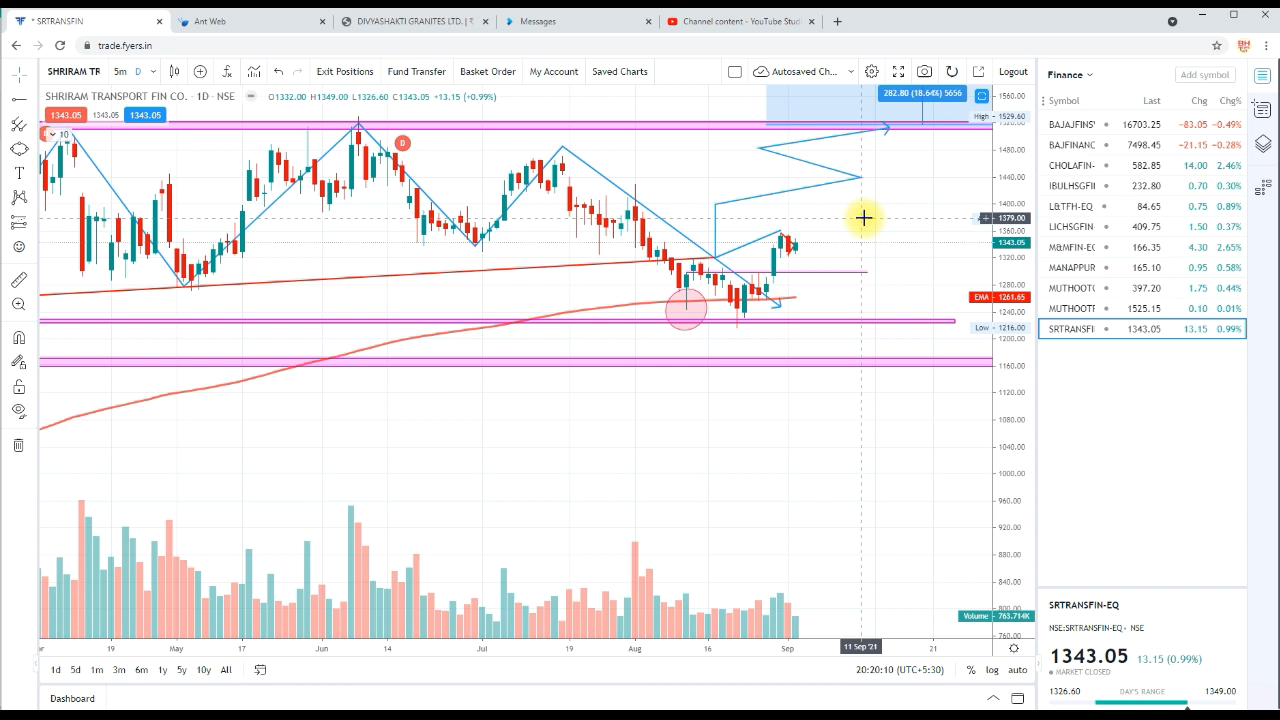 * SRTRANSFIN
Ant Web
DIVYASHAKTI GRANITES LTD. | ₹
Messages
Channel content - YouTube Studi
trade.fyers.in
SHRIRAM TR 5m D Exit Positions Fund Transfer Basket Order My Account Saved Charts Autosaved Ch... Logout
SHRIRAM TRANSPORT FIN CO. · 1D · NSE O1332.00 H1349.00 L1326.60 C1343.05 +13.15 (+0.99%)
1343.05 1343.05 1343.05
10
D
282.80 (18.64%) 5656
1560.00
High 1529.60
1520.00
1480.00
1440.00
1400.00
1379.00
1360.00
1343.05
1320.00
1280.00
EMA 1261.65
1240.00
Low 1216.00
1200.00
1160.00
1120.00
1080.00
1040.00
1000.00
960.00
920.00
880.00
840.00
800.00
Volume 763.714K
760.00
19 May 17 Jun 14 Jul 19 Aug 16 Sep 11 Sep '21 21
1d 5d 1m 3m 6m 1y 5y 10y All 20:20:10 (UTC+5:30) % log auto
Dashboard
Finance Add symbol
Symbol Last Chg Chg%
BAJAJFINS' 16703.25 −83.05 −0.49%
BAJFINANC 7498.45 −21.15 −0.28%
CHOLAFIN- 582.85 14.00 2.46%
IBULHSGFII 232.80 0.70 0.30%
L&TFH-EQ 84.65 0.75 0.89%
LICHSGFI- 409.75 1.50 0.37%
M&MFIN-EC 166.35 4.30 2.65%
MANAPPUR 165.10 0.95 0.58%
MUTHOOTC 397.20 1.75 0.44%
MUTHOOTF 1525.15 0.10 0.01%
SRTRANSFI 1343.05 13.15 0.99%
SRTRANSFIN-EQ
NSE:SRTRANSFIN-EQ • NSE
1343.05 13.15 (0.99%)
MARKET CLOSED
1326.60 DAY'S RANGE 1349.00